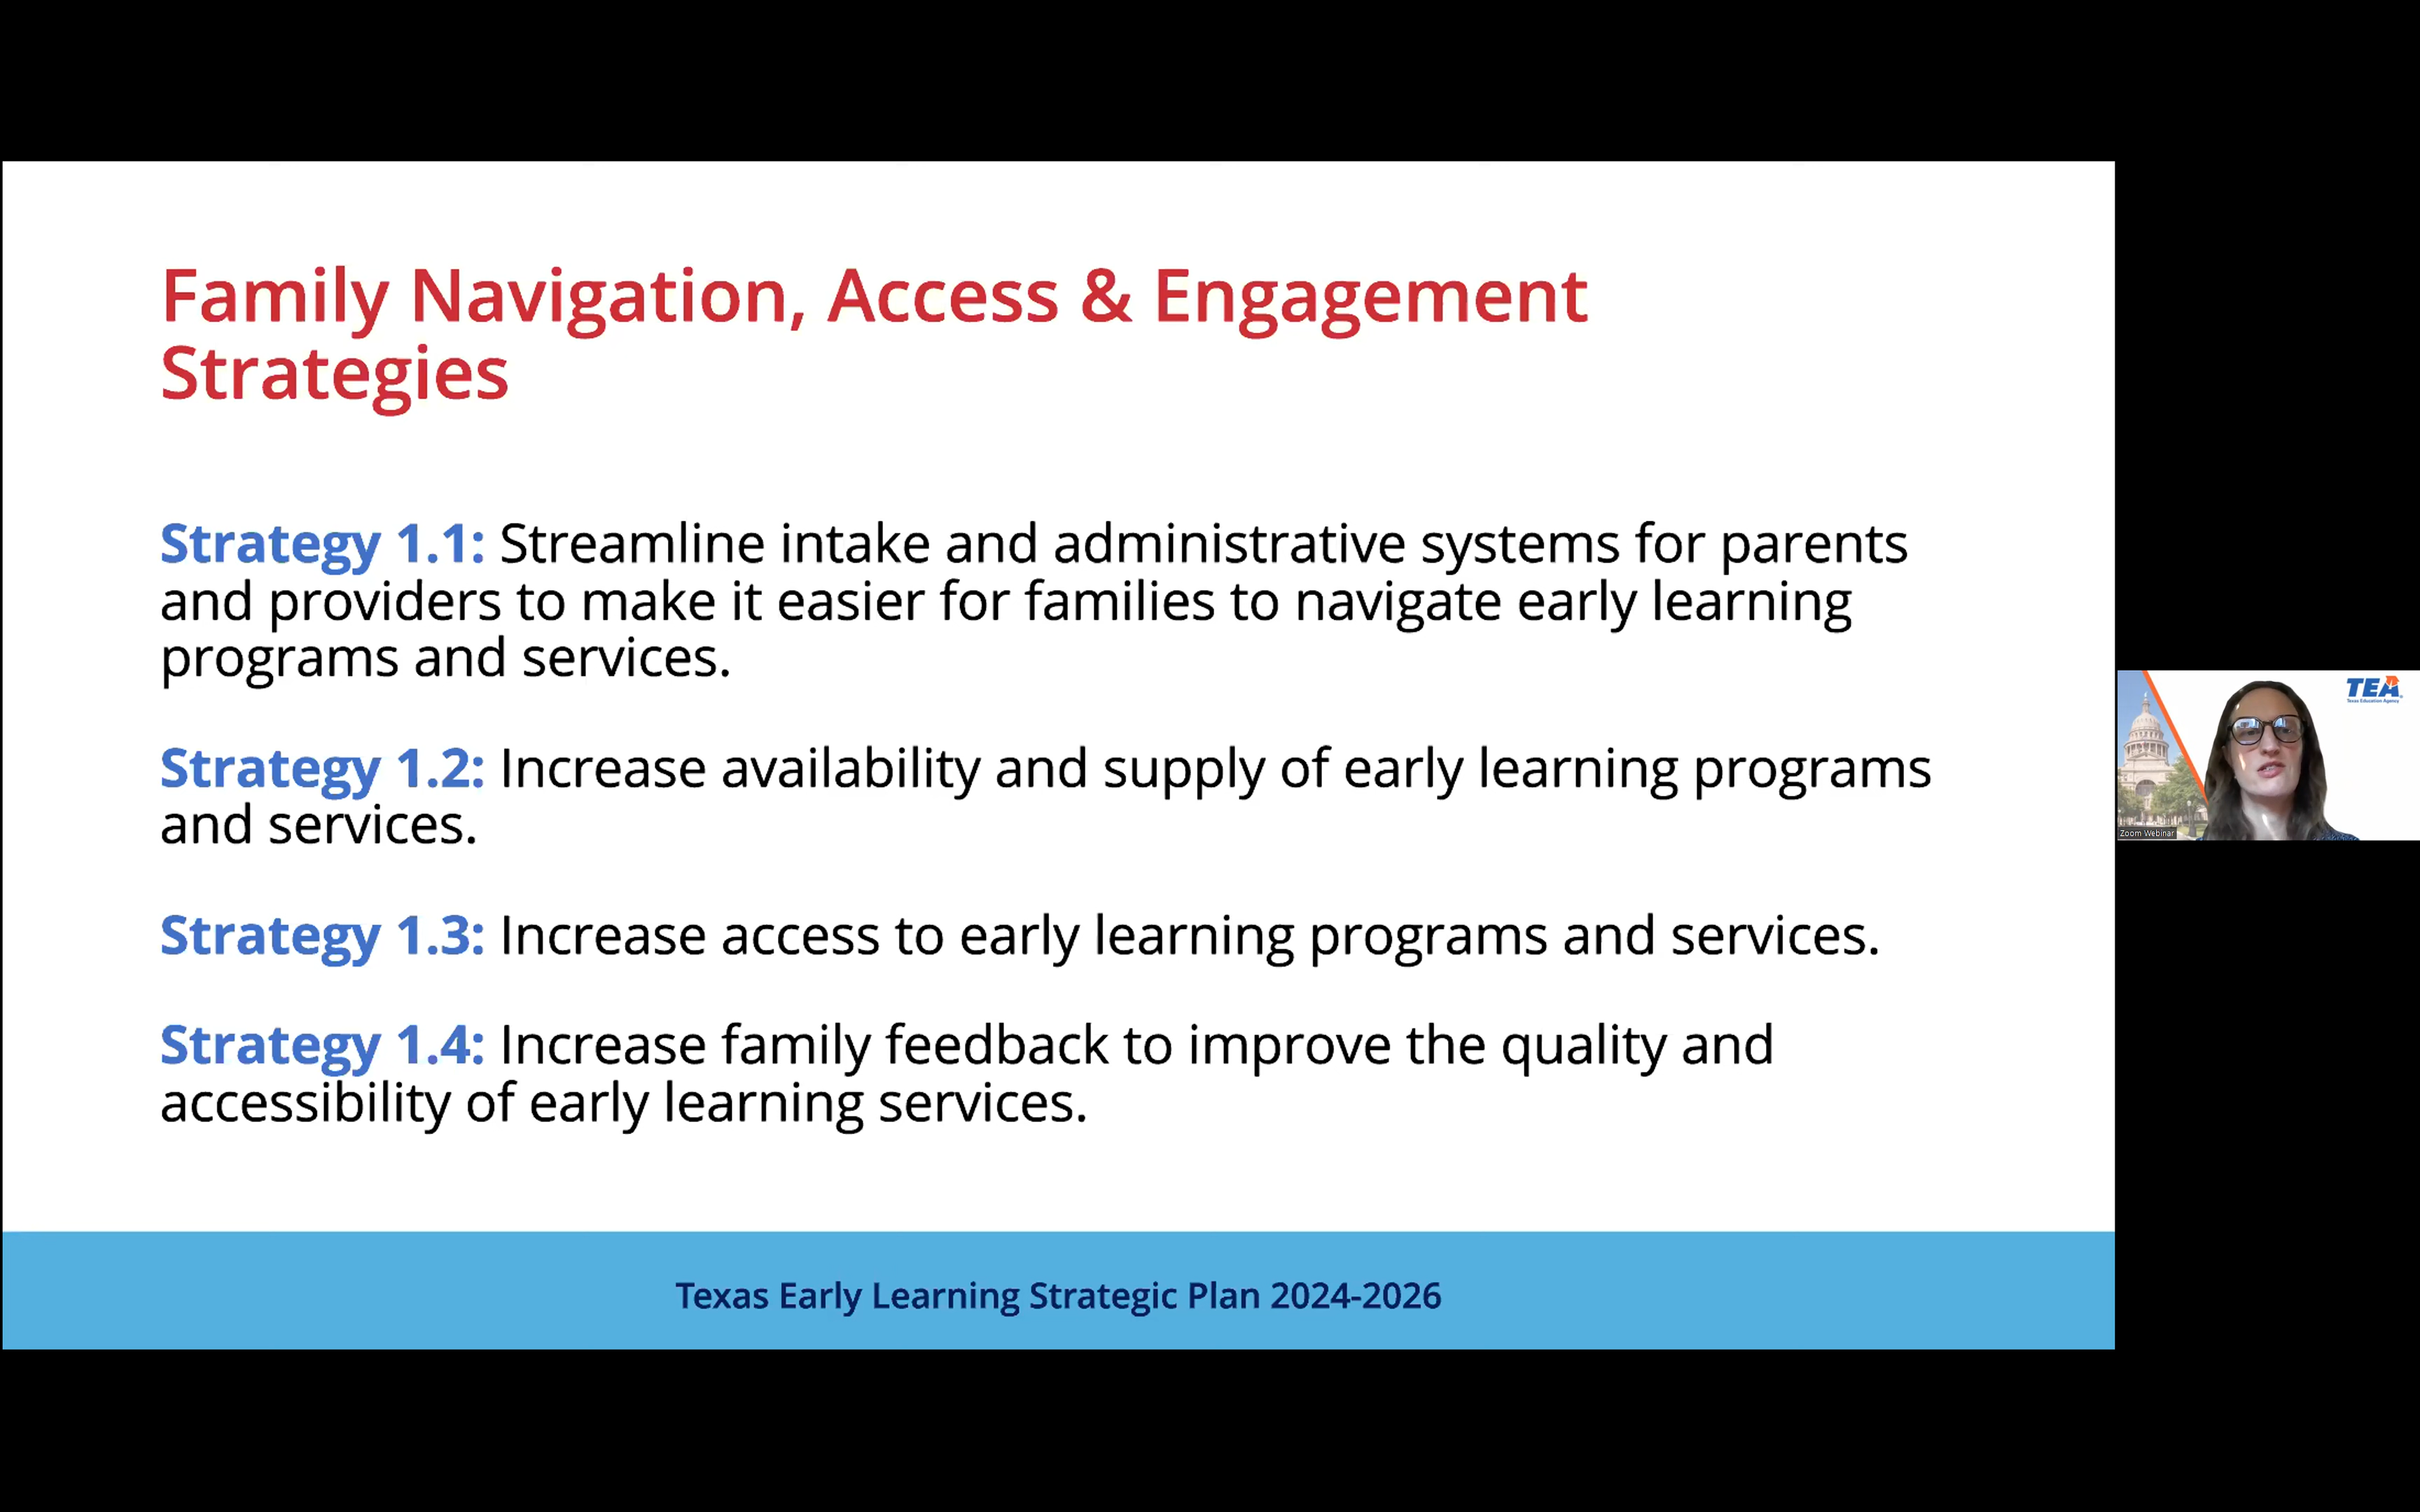 Family Navigation, Access & Engagement
Strategies
Strategy 1.1: Streamline intake and administrative systems for parents
and providers to make it easier for families to navigate early learning
programs and services.
Strategy 1.2: Increase availability and supply of early learning programs
and services.
Strategy 1.3: Increase access to early learning programs and services.
Strategy 1.4: Increase family feedback to improve the quality and
accessibility of early learning services.
Texas Early Learning Strategic Plan 2024-2026
TEA
Texas Education Agency
Zoom Webinar